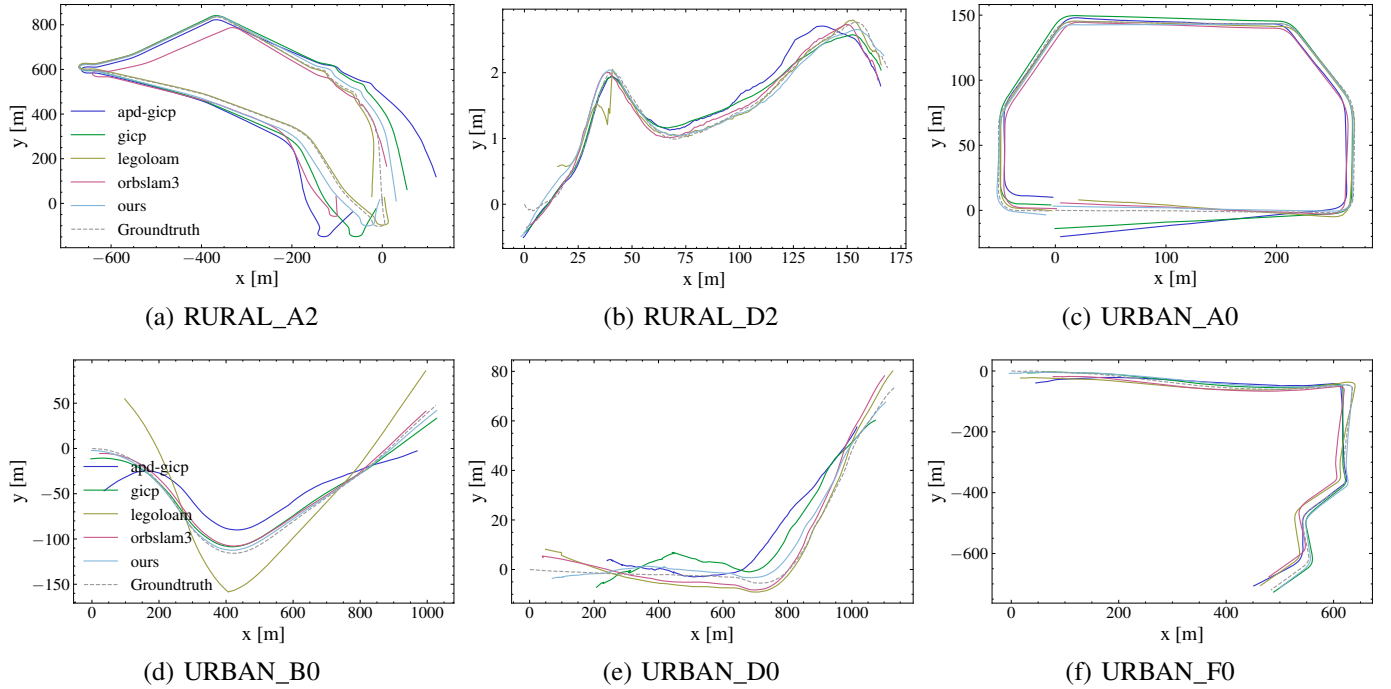 800
600
400
200
0
y [m]
apd-gicp
gicp
legoloam
orbslam3
ours
Groundtruth
−600 −400 −200 0
x [m]
(a) RURAL_A2
2
1
0
y [m]
0 25 50 75 100 125 150 175
x [m]
(b) RURAL_D2
150
100
50
0
y [m]
0 100 200
x [m]
(c) URBAN_A0
50
0
−50
−100
−150
y [m]
apd-gicp
gicp
legoloam
orbslam3
ours
Groundtruth
0 200 400 600 800 1000
x [m]
(d) URBAN_B0
80
60
40
20
0
y [m]
0 200 400 600 800 1000
x [m]
(e) URBAN_D0
0
−200
−400
−600
y [m]
0 200 400 600
x [m]
(f) URBAN_F0